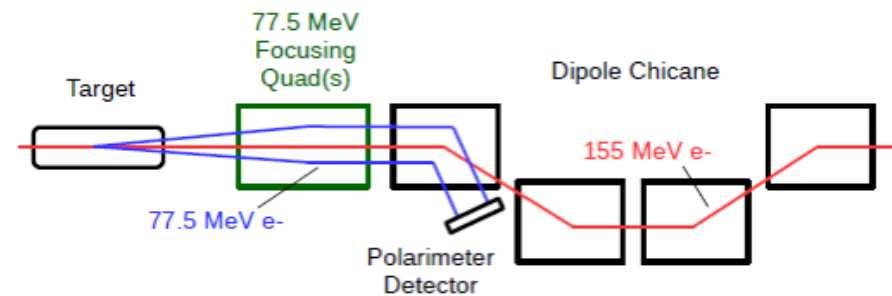 77.5 MeV
Focusing
Quad(s)
Target
Dipole Chicane
155 MeV e-
77.5 MeV e-
Polarimeter
Detector